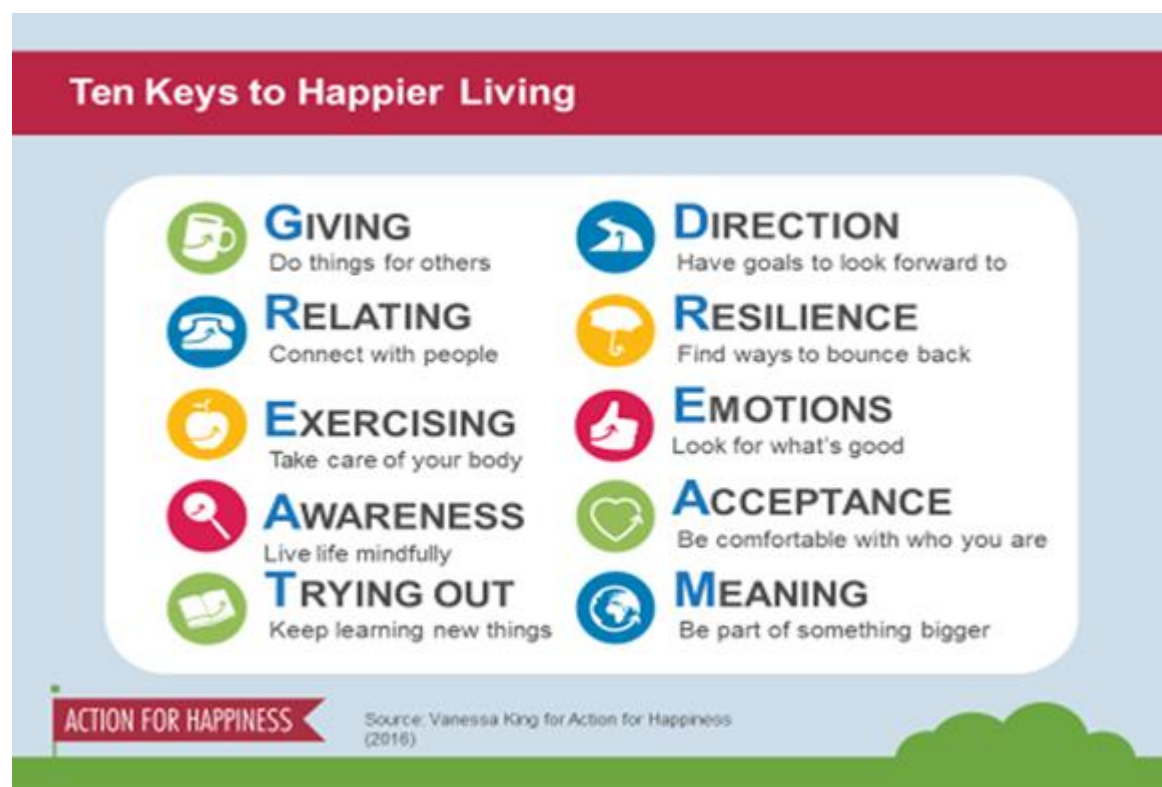 Ten Keys to Happier Living
GIVING
Do things for others
RELATING
Connect with people
EXERCISING
Take care of your body
AWARENESS
Live life mindfully
TRYING OUT
Keep learning new things
DIRECTION
Have goals to look forward to
RESILIENCE
Find ways to bounce back
EMOTIONS
Look for what's good
ACCEPTANCE
Be comfortable with who you are
MEANING
Be part of something bigger
ACTION FOR HAPPINESS
Source: Vanessa King for Action for Happiness
(2016)